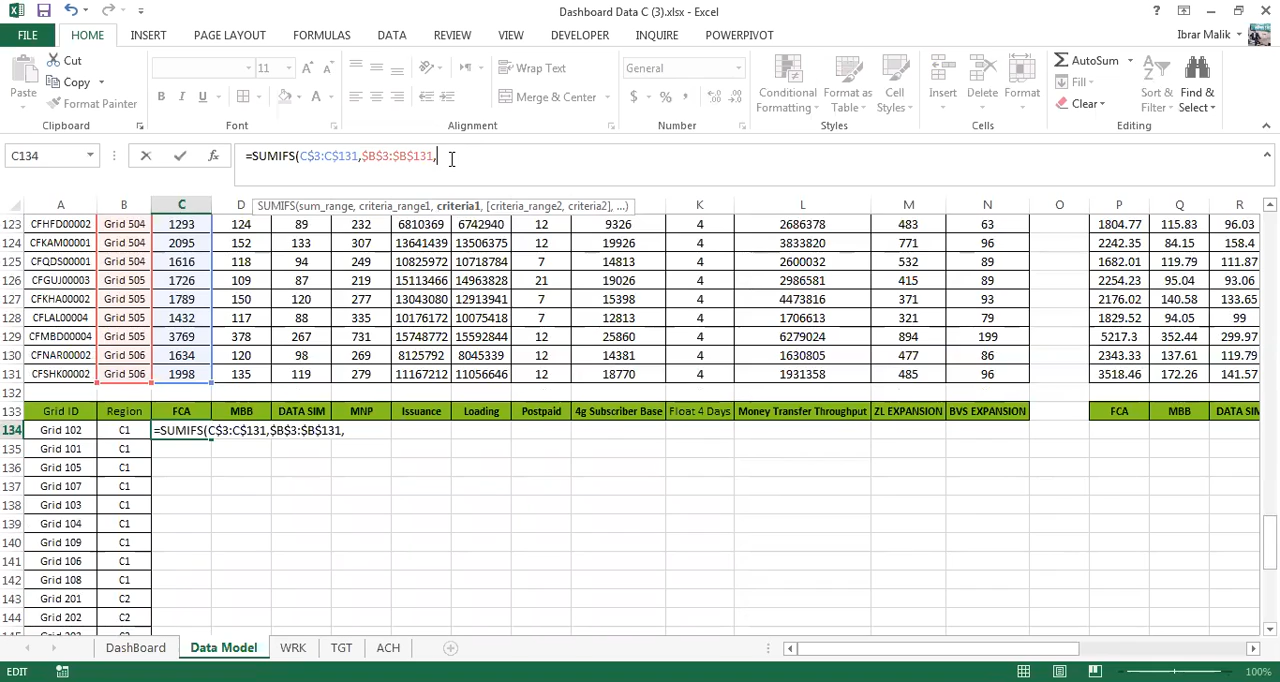 Dashboard Data C (3).xlsx - Excel
?
FILE HOME INSERT PAGE LAYOUT FORMULAS DATA REVIEW VIEW DEVELOPER INQUIRE POWERPIVOT Ibrar Malik
Paste Cut Copy Format Painter
11 A A
B I U A
Wrap Text
Merge & Center
General
$ % ,
Conditional Formatting Format as Table Cell Styles Insert Delete Format
AutoSum
Fill
Clear
Sort & Filter Find & Select
Clipboard Font Alignment Number Styles Cells Editing
C134 fx =SUMIFS(C$3:C$131,$B$3:$B$131,
SUMIFS(sum_range, criteria_range1, criteria1, [criteria_range2, criteria2], ...)
A B C D K L M N O P Q R
123 CFHFD00002 Grid 504 1293 124 89 232 6810369 6742940 12 9326 4 2686378 483 63 1804.77 115.83 96.03
124 CFKAM00001 Grid 504 2095 152 133 307 13641439 13506375 12 19926 4 3833820 771 96 2242.35 84.15 158.4
125 CFQDS00001 Grid 504 1616 118 94 249 10825972 10718784 7 14813 4 2600032 532 89 1682.01 119.79 111.87
126 CFGUJ00003 Grid 505 1726 109 87 219 15113466 14963828 21 19026 4 2986581 415 89 2254.23 95.04 93.06
127 CFKHA00002 Grid 505 1789 150 120 277 13043080 12913941 7 15398 4 4473816 371 93 2176.02 140.58 133.65
128 CFLAL00004 Grid 505 1432 117 88 335 10176172 10075418 7 12813 4 1706613 321 79 1829.52 94.05 99
129 CFMBD00004 Grid 505 3769 378 267 731 15748772 15592844 12 25860 4 6279024 894 199 5217.3 352.44 299.97
130 CFNAR00002 Grid 506 1634 120 98 269 8125792 8045339 12 14381 4 1630805 477 86 2343.33 137.61 119.79
131 CFSHK00002 Grid 506 1998 135 119 279 11167212 11056646 12 18770 4 1931358 485 96 3518.46 172.26 141.57
132
133 Grid ID Region FCA MBB DATA SIM MNP Issuance Loading Postpaid 4g Subscriber Base Float 4 Days Money Transfer Throughput ZL EXPANSION BVS EXPANSION FCA MBB DATA SIM
134 Grid 102 C1 =SUMIFS(C$3:C$131,$B$3:$B$131,
135 Grid 101 C1
136 Grid 105 C1
137 Grid 107 C1
138 Grid 103 C1
139 Grid 104 C1
140 Grid 109 C1
141 Grid 106 C1
142 Grid 108 C1
143 Grid 201 C2
144 Grid 202 C2
DashBoard Data Model WRK TGT ACH
EDIT 100%